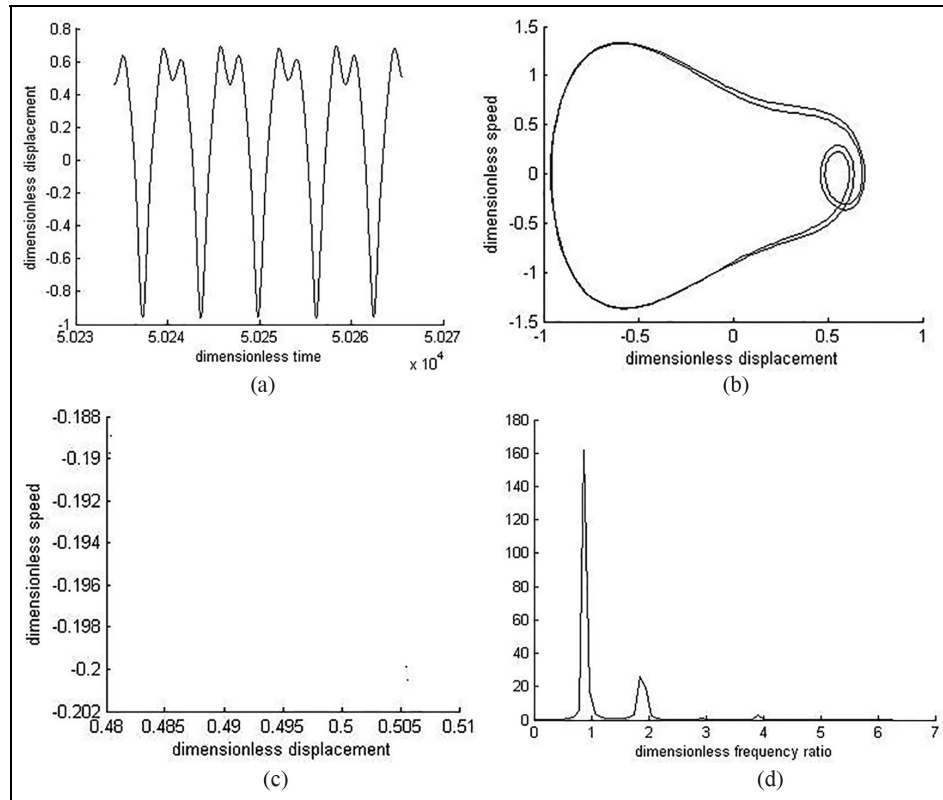 0.8
0.6
0.4
0.2
0
-0.2
-0.4
-0.6
-0.8
-1
dimensionless displacement
5.023 5.024 5.025 5.026 5.027
dimensionless time
x 10^4
(a)
1.5
1
0.5
0
-0.5
-1
-1.5
dimensionless speed
-1 -0.5 0 0.5 1
dimensionless displacement
(b)
-0.188
-0.19
-0.192
-0.194
-0.196
-0.198
-0.2
-0.202
dimensionless speed
0.48 0.485 0.49 0.495 0.5 0.505 0.51
dimensionless displacement
(c)
180
160
140
120
100
80
60
40
20
0
0 1 2 3 4 5 6 7
dimensionless frequency ratio
(d)